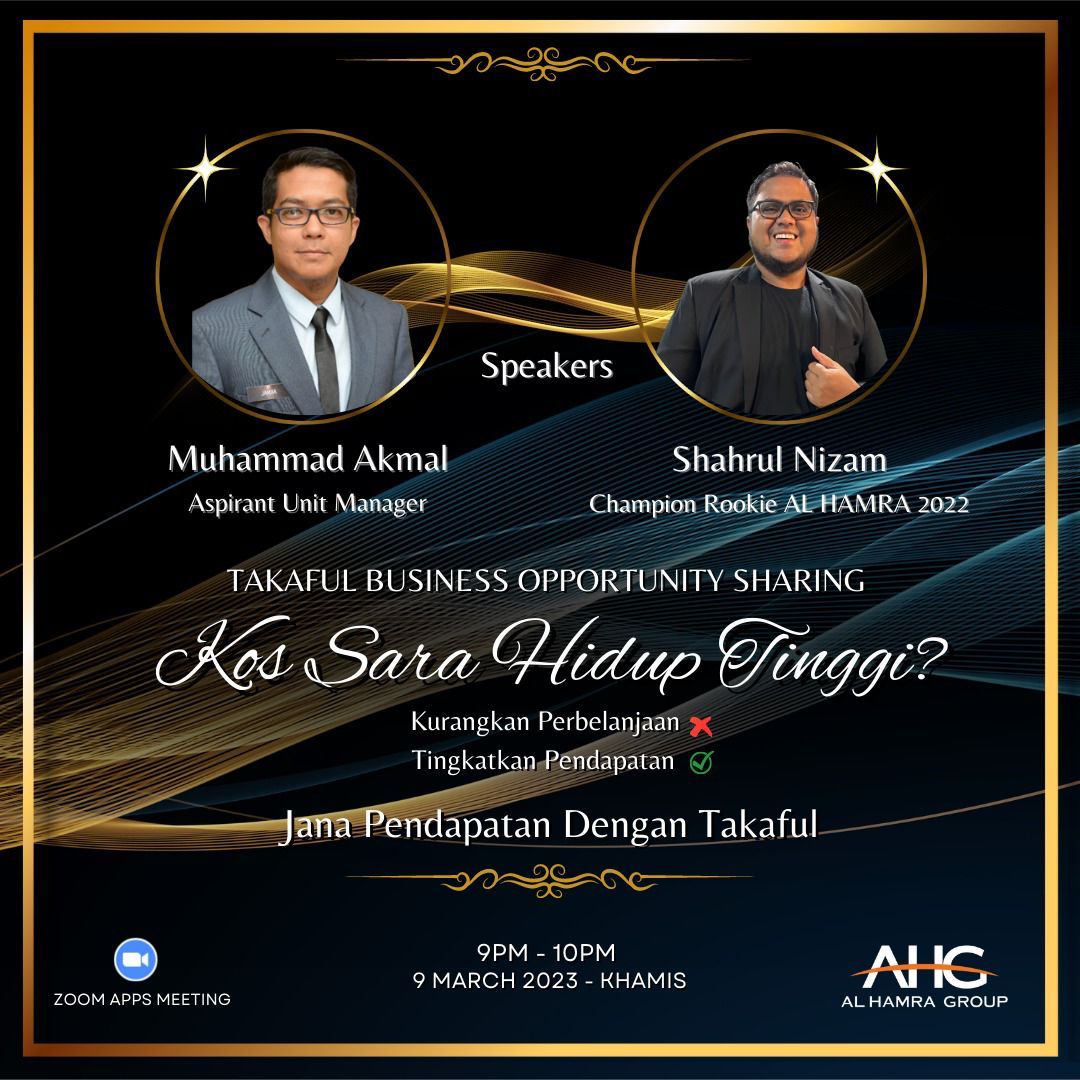 Speakers
Muhammad Akmal
Aspirant Unit Manager
Shahrul Nizam
Champion Rookie AL HAMRA 2022
TAKAFUL BUSINESS OPPORTUNITY SHARING
Kos Sara Hidup Tinggi?
Kurangkan Perbelanjaan
Tingkatkan Pendapatan
Jana Pendapatan Dengan Takaful
9PM - 10PM
9 MARCH 2023 - KHAMIS
ZOOM APPS MEETING
AHG
AL HAMRA GROUP